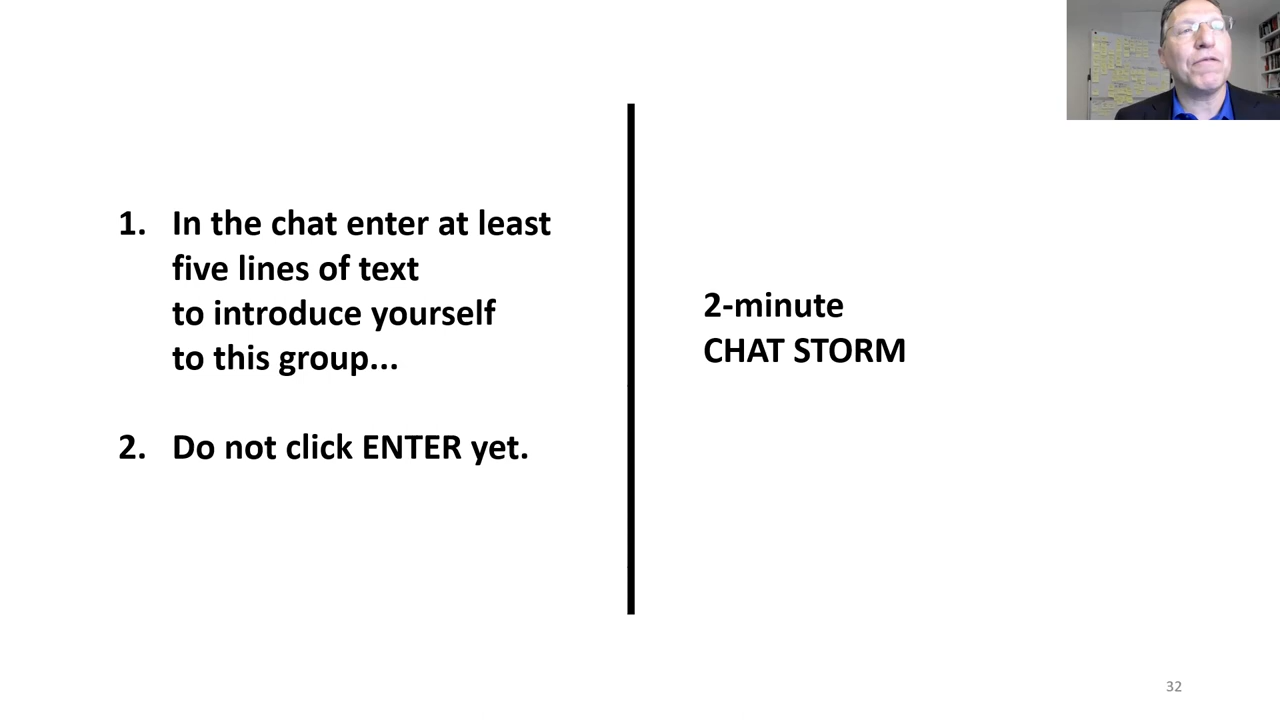 1. In the chat enter at least
five lines of text
to introduce yourself
to this group...
2. Do not click ENTER yet.
2-minute
CHAT STORM
32